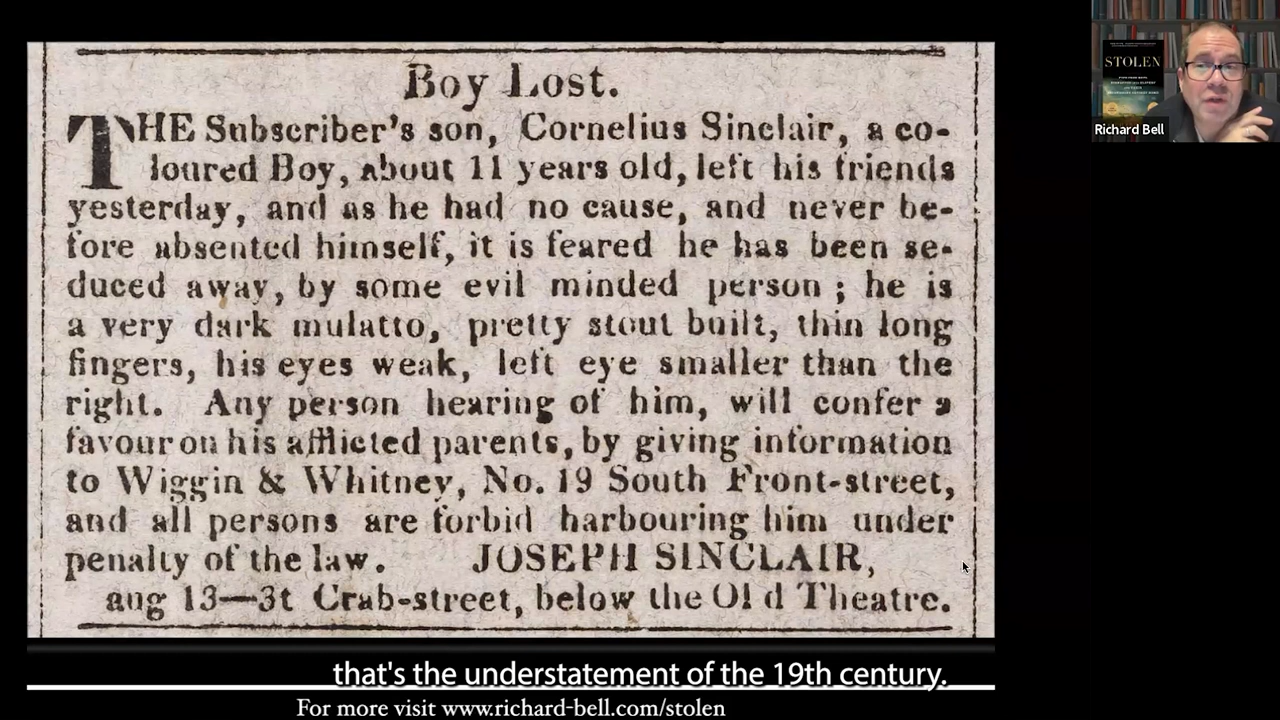 Boy Lost.
THE Subscriber's son, Cornelius Sinclair, a co-
loured Boy, about 11 years old, left his friends
yesterday, and as he had no cause, and never be-
fore absented himself, it is feared he has been se-
duced away, by some evil minded person; he is
a very dark mulatto, pretty stout built, thin long
fingers, his eyes weak, left eye smaller than the
right. Any person hearing of him, will confer a
favour on his afflicted parents, by giving information
to Wiggin & Whitney, No. 19 South Front-street,
and all persons are forbid harbouring him under
penalty of the law. JOSEPH SINCLAIR,
aug 13—3t Crab-street, below the Old Theatre.
that's the understatement of the 19th century.
For more visit www.richard-bell.com/stolen
STOLEN
Richard Bell